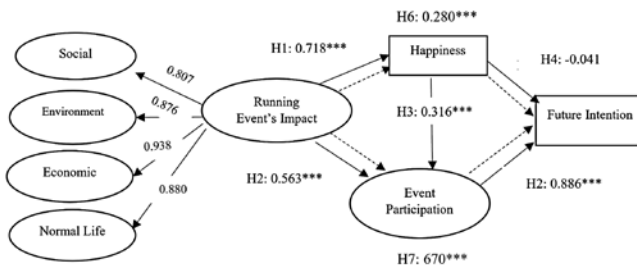 H6: 0.280***
H1: 0.718***
Happiness
H4: -0.041
Social
0.807
Environment
0.876
Running
Event's Impact
H3: 0.316***
Future Intention
0.938
Economic
0.880
H2: 0.563***
Event
Participation
H2: 0.886***
Normal Life
H7: 670***